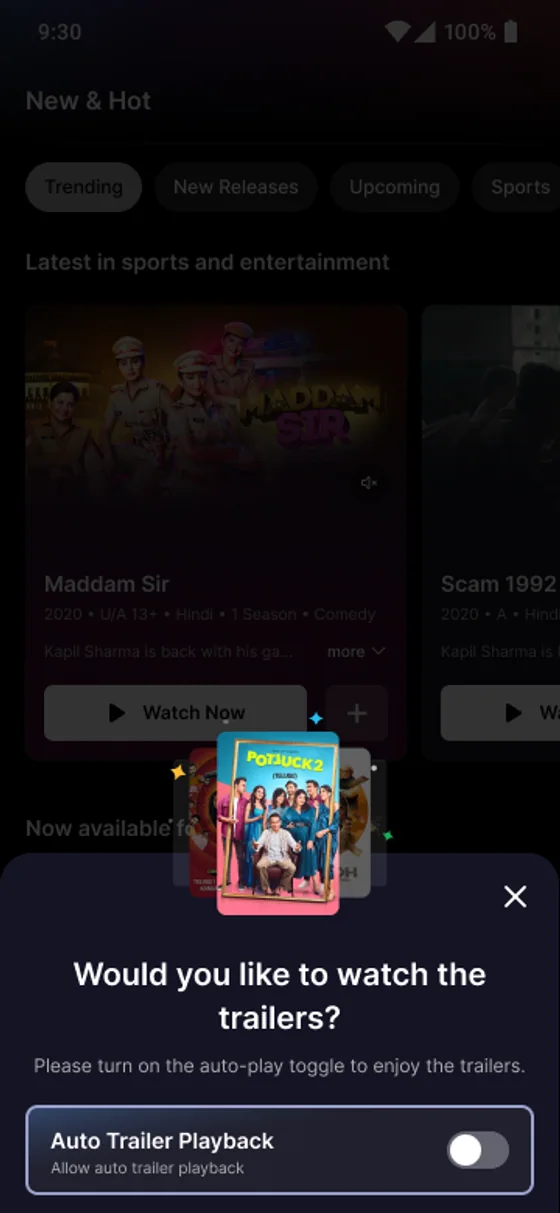 9:30
100%
New & Hot
Trending
New Releases
Upcoming
Sports
Latest in sports and entertainment
MADDAM
SIR
Maddam Sir
2020 • U/A 13+ • Hindi • 1 Season • Comedy
Kapil Sharma is back with his ga...
more
Watch Now
Scam 1992
2020 • A • Hind
Kapil Sharma is
Wa
Now available fo
POTLUCK 2
Would you like to watch the
trailers?
Please turn on the auto-play toggle to enjoy the trailers.
Auto Trailer Playback
Allow auto trailer playback